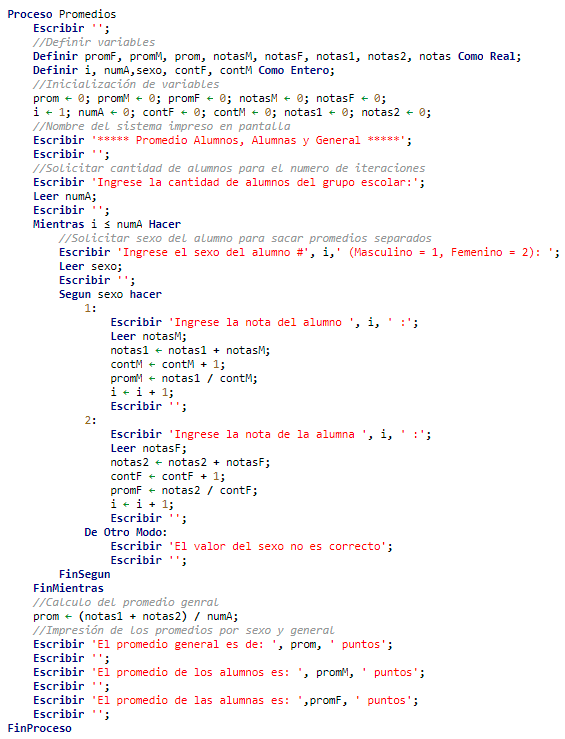 Proceso Promedios
Escribir '';
//Definir variables
Definir promF, promM, prom, notasM, notasF, notas1, notas2, notas Como Real;
Definir i, numA,sexo, contF, contM Como Entero;
//Inicialización de variables
prom ← 0; promM ← 0; promF ← 0; notasM ← 0; notasF ← 0;
i ← 1; numA ← 0; contF ← 0; contM ← 0; notas1 ← 0; notas2 ← 0;
//Nombre del sistema impreso en pantalla
Escribir '***** Promedio Alumnos, Alumnas y General *****';
Escribir '';
//Solicitar cantidad de alumnos para el numero de iteraciones
Escribir 'Ingrese la cantidad de alumnos del grupo escolar:';
Leer numA;
Escribir '';
Mientras i ≤ numA Hacer
//Solicitar sexo del alumno para sacar promedios separados
Escribir 'Ingrese el sexo del alumno #', i,' (Masculino = 1, Femenino = 2): ';
Leer sexo;
Escribir '';
Segun sexo hacer
1:
Escribir 'Ingrese la nota del alumno ', i, ' :';
Leer notasM;
notas1 ← notas1 + notasM;
contM ← contM + 1;
promM ← notas1 / contM;
i ← i + 1;
Escribir '';
2:
Escribir 'Ingrese la nota de la alumna ', i, ' :';
Leer notasF;
notas2 ← notas2 + notasF;
contF ← contF + 1;
promF ← notas2 / contF;
i ← i + 1;
Escribir '';
De Otro Modo:
Escribir 'El valor del sexo no es correcto';
Escribir '';
FinSegun
FinMientras
//Calculo del promedio genral
prom ← (notas1 + notas2) / numA;
//Impresión de los promedios por sexo y general
Escribir 'El promedio general es de: ', prom, ' puntos';
Escribir '';
Escribir 'El promedio de los alumnos es: ', promM, ' puntos';
Escribir '';
Escribir 'El promedio de las alumnas es: ',promF, ' puntos';
Escribir '';
FinProceso